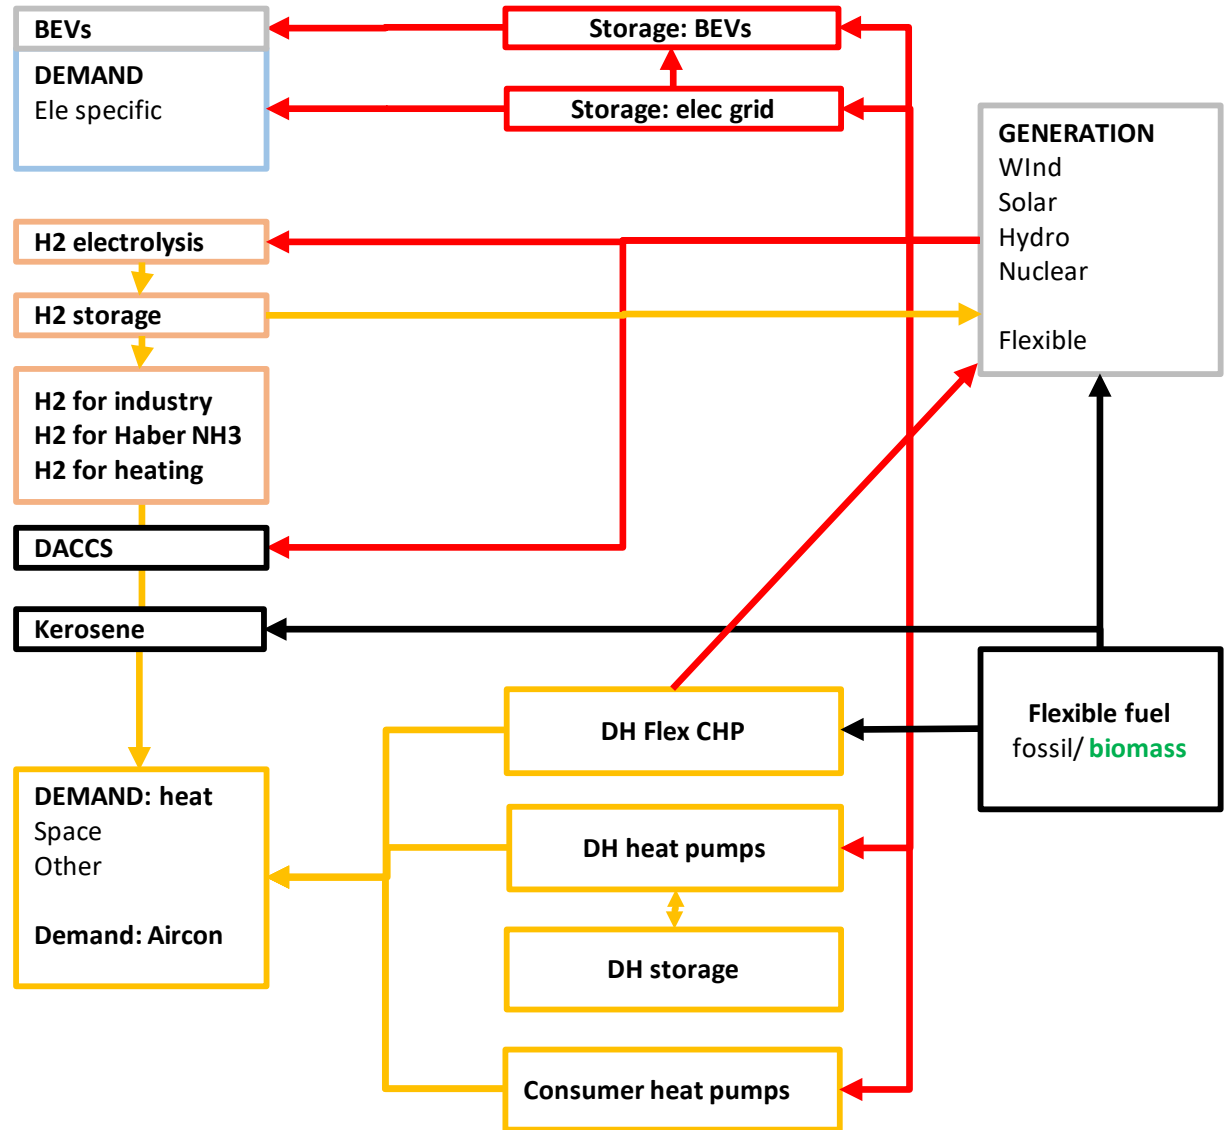 BEVs
DEMAND
Ele specific
Storage: BEVs
Storage: elec grid
GENERATION
WInd
Solar
Hydro
Nuclear
Flexible
H2 electrolysis
H2 storage
H2 for industry
H2 for Haber NH3
H2 for heating
DACCS
Kerosene
DEMAND: heat
Space
Other
Demand: Aircon
DH Flex CHP
DH heat pumps
DH storage
Consumer heat pumps
Flexible fuel
fossil/ biomass